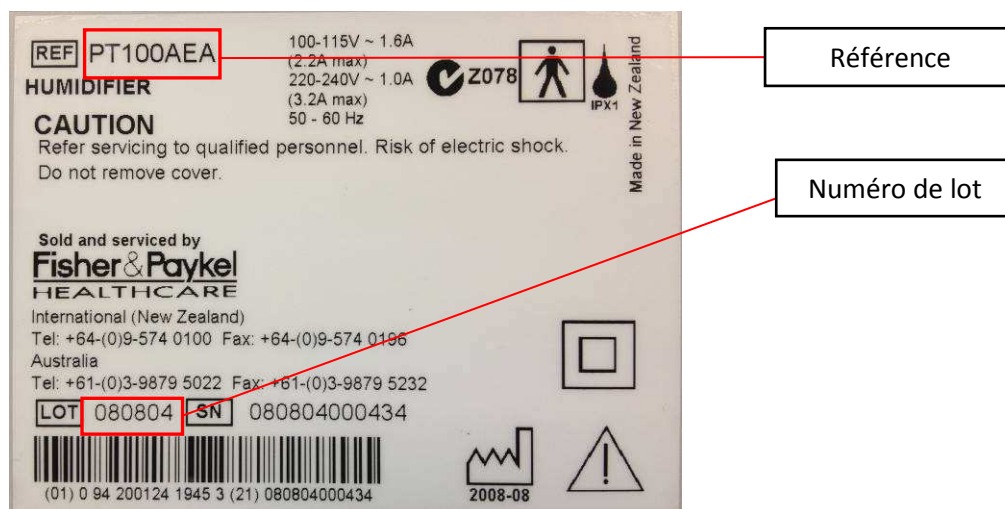 REF PT100AEA
HUMIDIFIER
100-115V ~ 1.6A
(2.2A max)
220-240V ~ 1.0A
(3.2A max)
50 - 60 Hz
Z078
IPX1
Made in New Zealand
CAUTION
Refer servicing to qualified personnel. Risk of electric shock.
Do not remove cover.
Sold and serviced by
Fisher&Paykel
HEALTHCARE
International (New Zealand)
Tel: +64-(0)9-574 0100 Fax: +64-(0)9-574 0196
Australia
Tel: +61-(0)3-9879 5022 Fax: +61-(0)3-9879 5232
LOT 080804 SN 080804000434
(01) 0 94 200124 1945 3 (21) 080804000434
2008-08
Référence
Numéro de lot